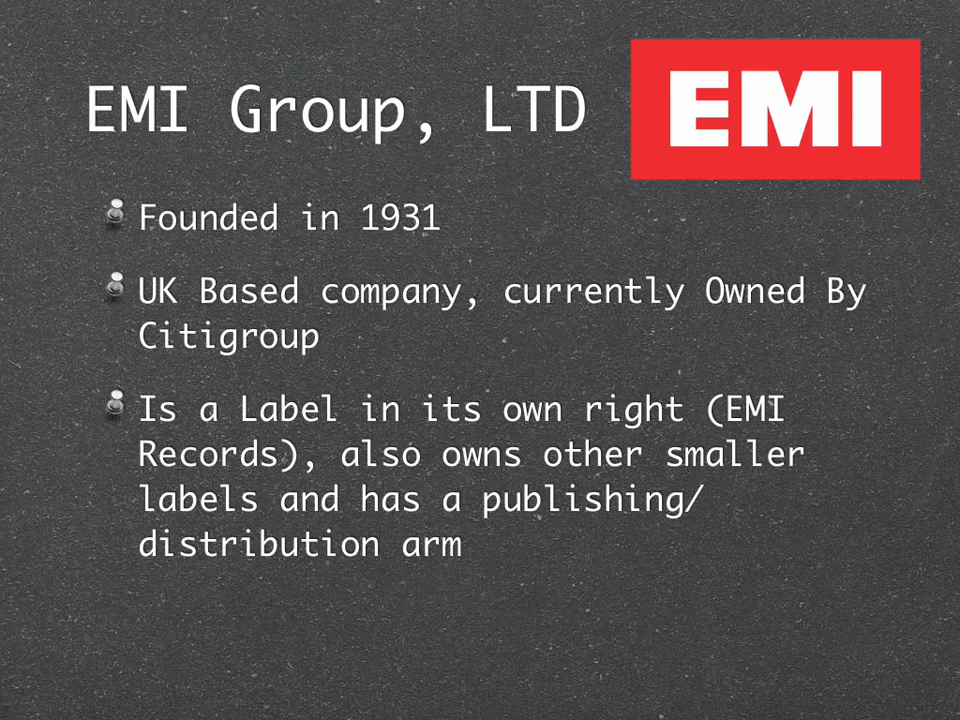 EMI Group, LTD
EMI
Founded in 1931
UK Based company, currently Owned By
Citigroup
Is a Label in its own right (EMI
Records), also owns other smaller
labels and has a publishing/
distribution arm